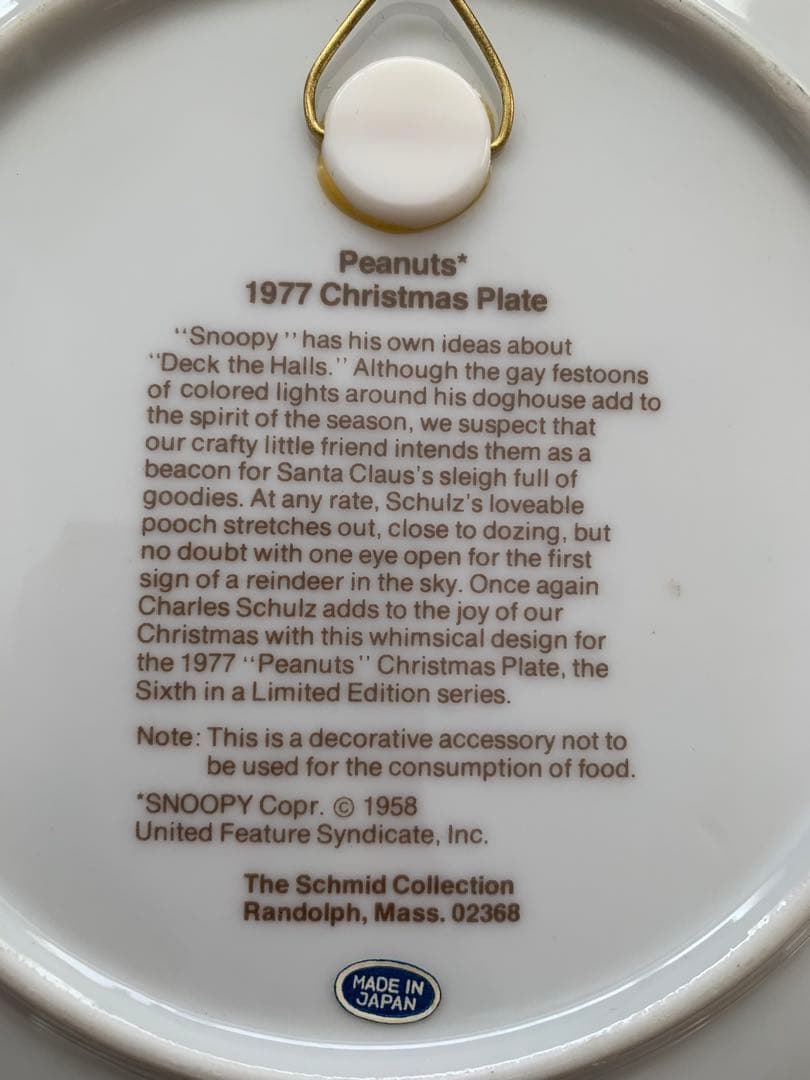 Peanuts*
1977 Christmas Plate
"Snoopy" has his own ideas about
"Deck the Halls." Although the gay festoons
of colored lights around his doghouse add to
the spirit of the season, we suspect that
our crafty little friend intends them as a
beacon for Santa Claus's sleigh full of
goodies. At any rate, Schulz's loveable
pooch stretches out, close to dozing, but
no doubt with one eye open for the first
sign of a reindeer in the sky. Once again
Charles Schulz adds to the joy of our
Christmas with this whimsical design for
the 1977 "Peanuts" Christmas Plate, the
Sixth in a Limited Edition series.
Note: This is a decorative accessory not to
be used for the consumption of food.
*SNOOPY Copr. © 1958
United Feature Syndicate, Inc.
The Schmid Collection
Randolph, Mass. 02368
MADE IN
JAPAN